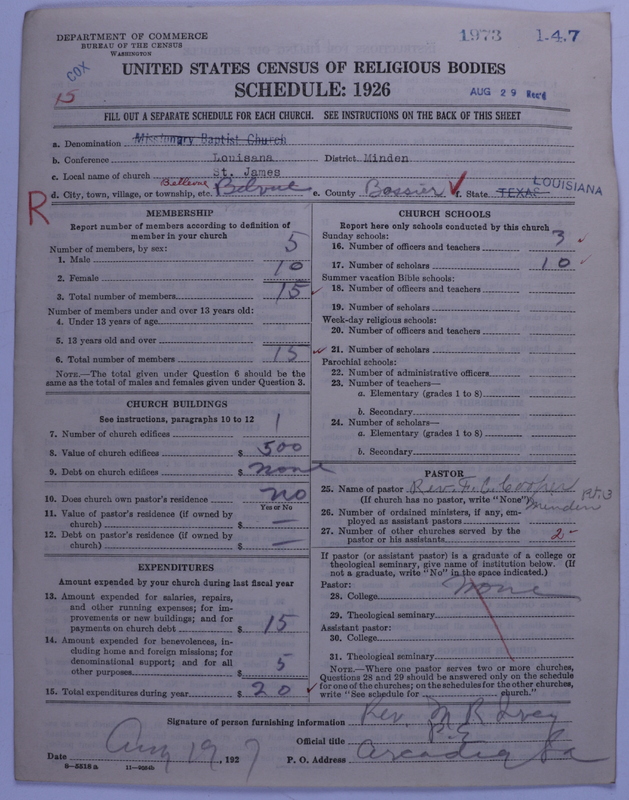 DEPARTMENT OF COMMERCE
BUREAU OF THE CENSUS
WASHINGTON
1973
1-4-7
COX
15
UNITED STATES CENSUS OF RELIGIOUS BODIES
SCHEDULE: 1926
AUG 29 Rec'd
FILL OUT A SEPARATE SCHEDULE FOR EACH CHURCH. SEE INSTRUCTIONS ON THE BACK OF THIS SHEET
a. Denomination Missionary Baptist Church
b. Conference Louisana District Minden
c. Local name of church St. James
d. City, town, village, or township, etc. Bellevue Belvue e. County Bossier f. State TEXAS LOUISIANA
R
MEMBERSHIP
Report number of members according to definition of
member in your church
Number of members, by sex:
1. Male 5
2. Female 10
3. Total number of members 15
Number of members under and over 13 years old:
4. Under 13 years of age
5. 13 years old and over
6. Total number of members 15
NOTE.—The total given under Question 6 should be the
same as the total of males and females given under Question 3.
CHURCH BUILDINGS
See instructions, paragraphs 10 to 12
7. Number of church edifices 1
8. Value of church edifices $ 500
9. Debt on church edifices $ none
10. Does church own pastor's residence no
Yes or No
11. Value of pastor's residence (if owned by
church) $ —
12. Debt on pastor's residence (if owned by
church) $ —
EXPENDITURES
Amount expended by your church during last fiscal year
13. Amount expended for salaries, repairs,
and other running expenses; for im-
provements or new buildings; and for
payments on church debt $ 15
14. Amount expended for benevolences, in-
cluding home and foreign missions; for
denominational support; and for all
other purposes $ 5
15. Total expenditures during year $ 20
CHURCH SCHOOLS
Report here only schools conducted by this church
Sunday schools:
16. Number of officers and teachers 3
17. Number of scholars 10
Summer vacation Bible schools:
18. Number of officers and teachers
19. Number of scholars
Week-day religious schools:
20. Number of officers and teachers
21. Number of scholars
Parochial schools:
22. Number of administrative officers
23. Number of teachers—
a. Elementary (grades 1 to 8)
b. Secondary
24. Number of scholars—
a. Elementary (grades 1 to 8)
b. Secondary
PASTOR
25. Name of pastor Rev. F. C. Cooper
(If church has no pastor, write "None") Minden
26. Number of ordained ministers, if any, em-
ployed as assistant pastors
27. Number of other churches served by the
pastor or his assistants 2
If pastor (or assistant pastor) is a graduate of a college or
theological seminary, give name of institution below. (If
not a graduate, write "No" in the space indicated.)
Pastor:
28. College None
29. Theological seminary
Assistant pastor:
30. College
31. Theological seminary
NOTE.—Where one pastor serves two or more churches,
Questions 28 and 29 should be answered only on the schedule
for one of the churches; on the schedules for the other churches,
write "See schedule for church."
Signature of person furnishing information Rev. M R
Official title P. E
Date Aug 19, 1927 P. O. Address Arcadia La
8-5518 a